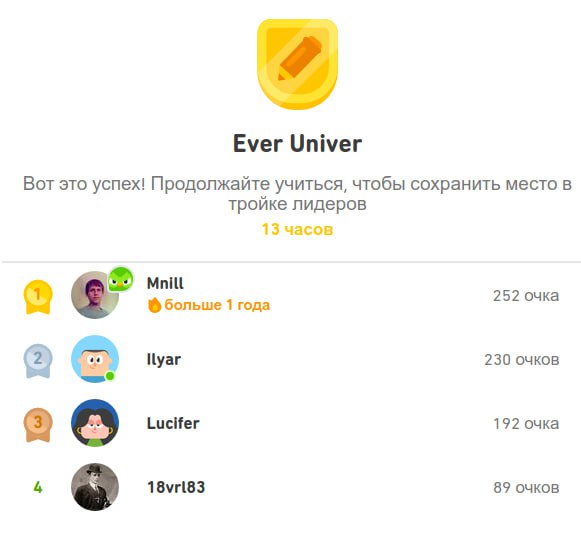 Ever Univer
Вот это успех! Продолжайте учиться, чтобы сохранить место в
тройке лидеров
13 часов
1 Mnill 252 очка
больше 1 года
2 Ilyar 230 очков
3 Lucifer 192 очка
4 18vrl83 89 очков